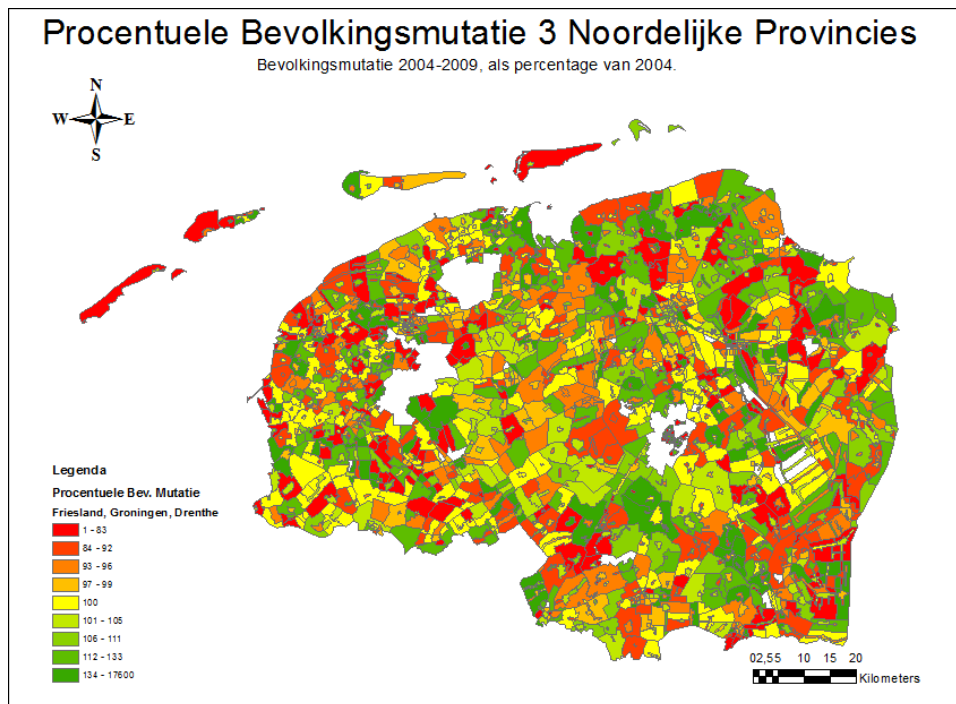 Procentuele Bevolkingsmutatie 3 Noordelijke Provincies
Bevolkingsmutatie 2004-2009, als percentage van 2004.
N
W E
S
Legenda
Procentuele Bev. Mutatie
Friesland, Groningen, Drenthe
1 - 83
84 - 92
93 - 96
97 - 99
100
101 - 105
106 - 111
112 - 133
134 - 17600
02,55 10 15 20
Kilometers